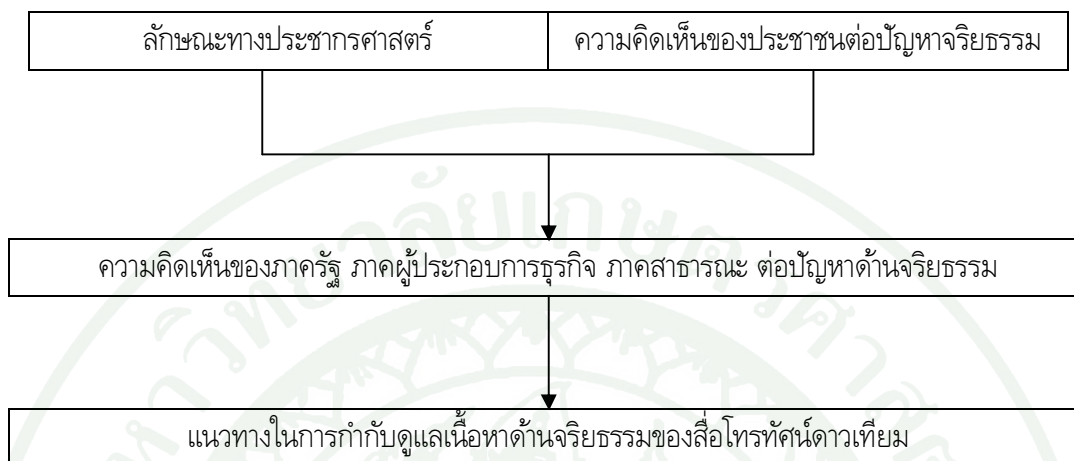 ลักษณะทางประชากรศาสตร์
ความคิดเห็นของประชาชนต่อปัญหาจริยธรรม
ความคิดเห็นของภาครัฐ ภาคผู้ประกอบการธุรกิจ ภาคสาธารณะ ต่อปัญหาด้านจริยธรรม
แนวทางในการกำกับดูแลเนื้อหาด้านจริยธรรมของสื่อโทรทัศน์ดาวเทียม